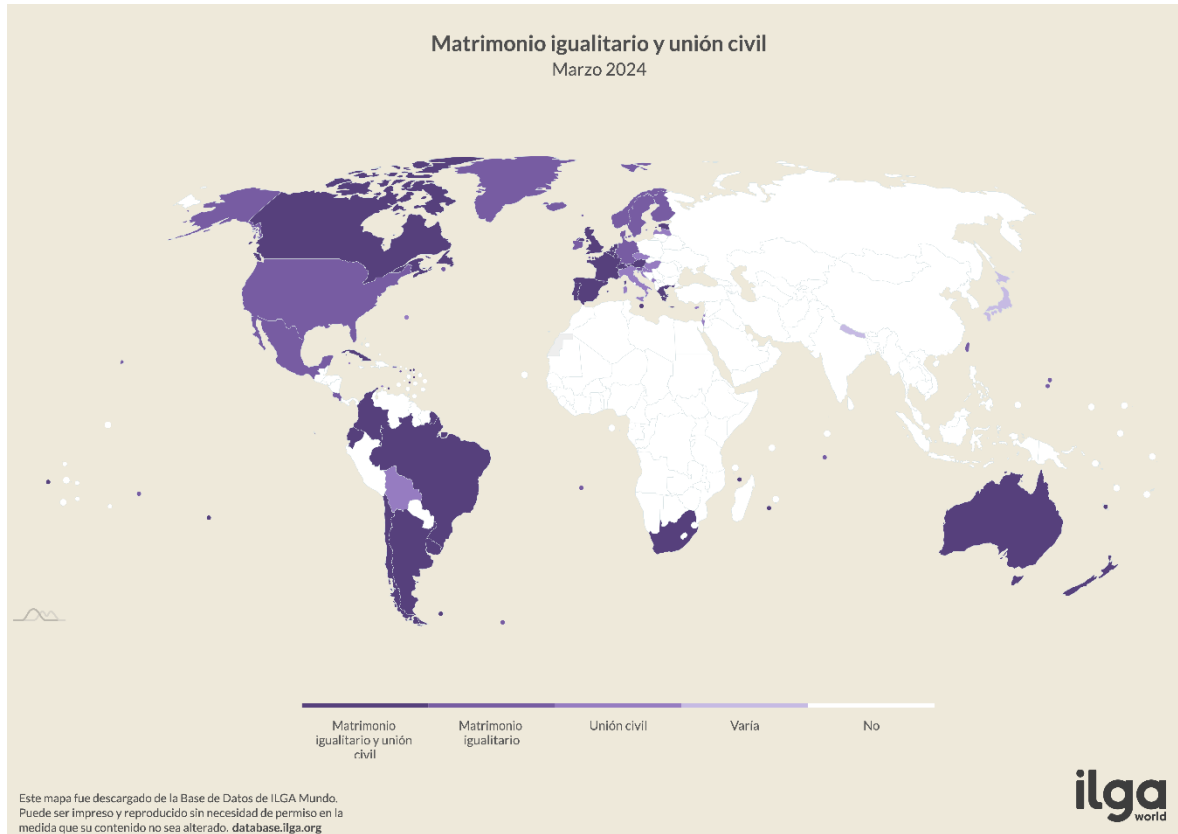 Matrimonio igualitario y unión civil
Marzo 2024
Matrimonio
igualitario y unión
civil
Matrimonio
igualitario
Unión civil
Varía
No
Este mapa fue descargado de la Base de Datos de ILGA Mundo.
Puede ser impreso y reproducido sin necesidad de permiso en la
medida que su contenido no sea alterado. database.ilga.org
ilga
world